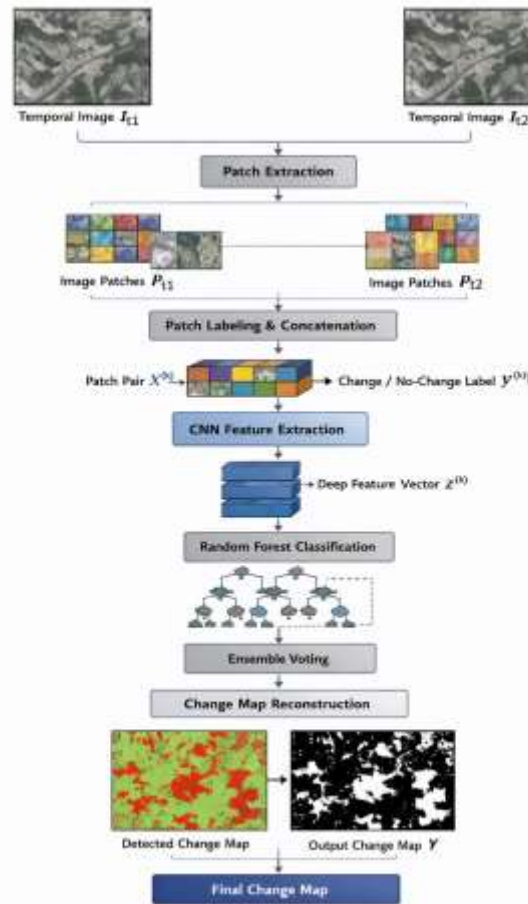 Temporal Image I_t1
Temporal Image I_t2
Patch Extraction
Image Patches P_t1
Image Patches P_t2
Patch Labeling & Concatenation
Patch Pair X^(k)
Change / No-Change Label y^(k)
CNN Feature Extraction
Deep Feature Vector z^(k)
Random Forest Classification
Ensemble Voting
Change Map Reconstruction
Detected Change Map
Output Change Map Y
Final Change Map